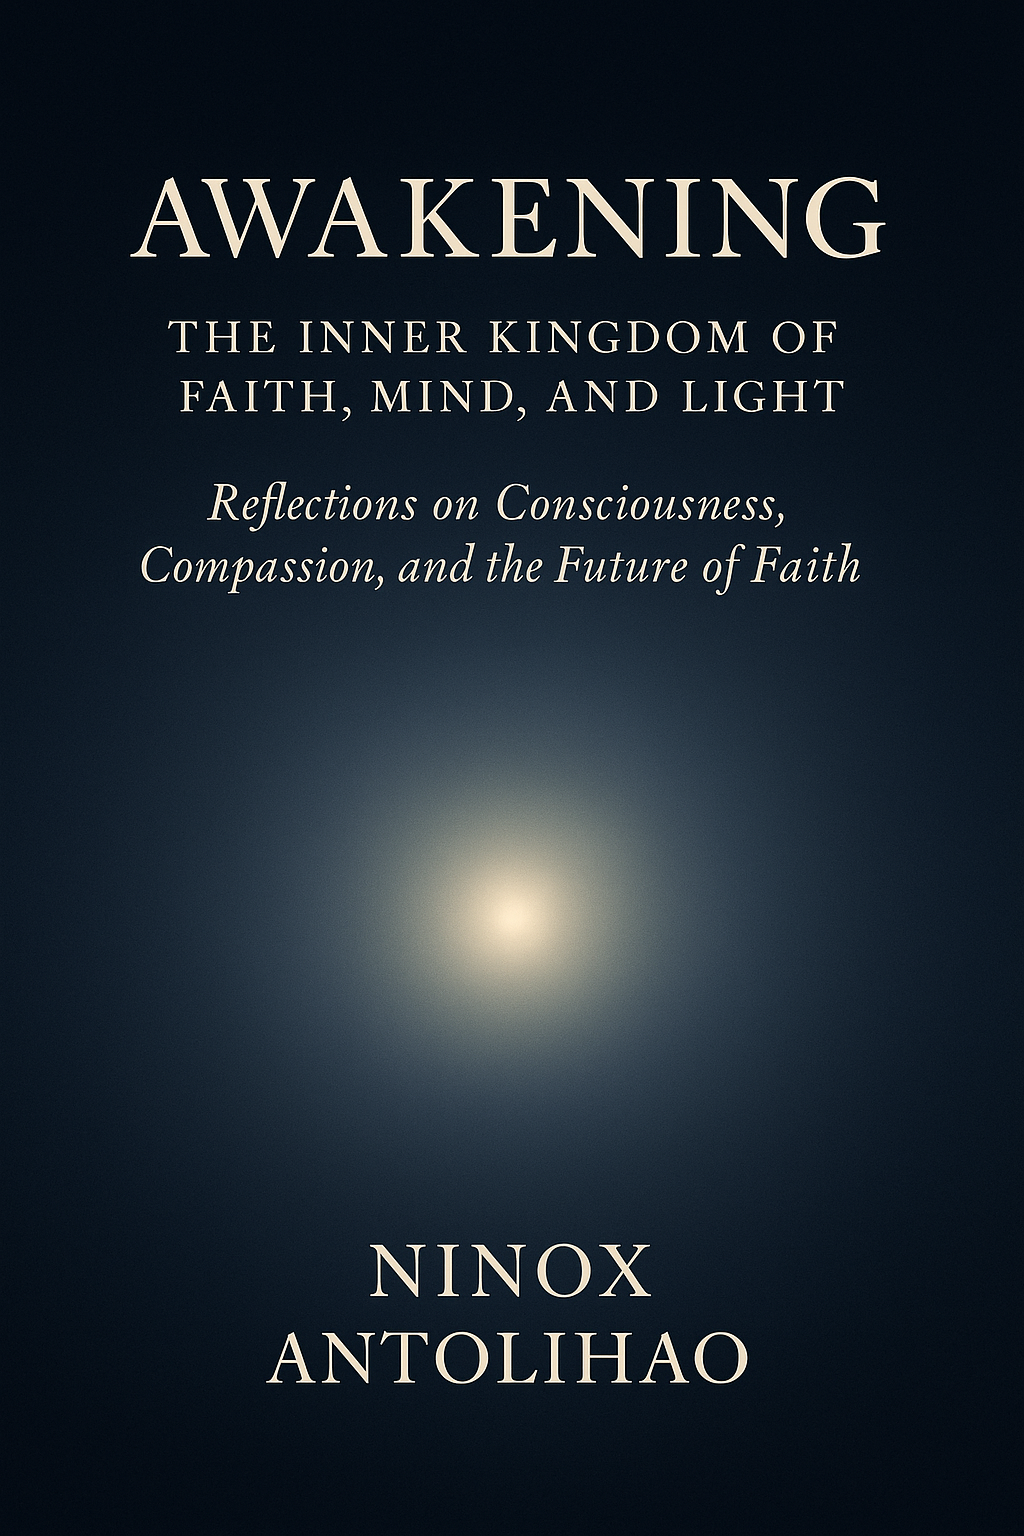 AWAKENING
THE INNER KINGDOM OF
FAITH, MIND, AND LIGHT
Reflections on Consciousness,
Compassion, and the Future of Faith
NINOX
ANTOLIHAO